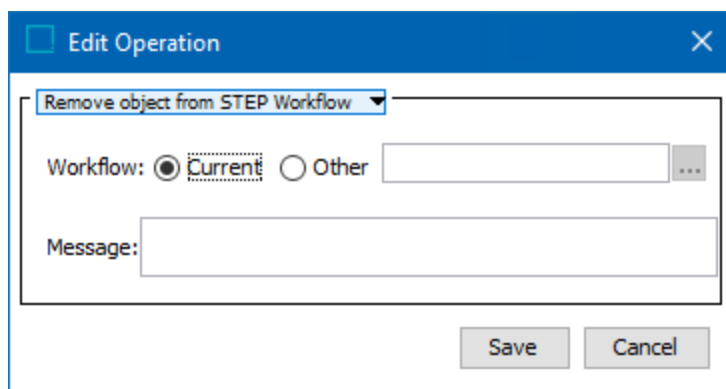 Edit Operation
Remove object from STEP Workflow
Workflow: Current Other ...
Message:
Save Cancel